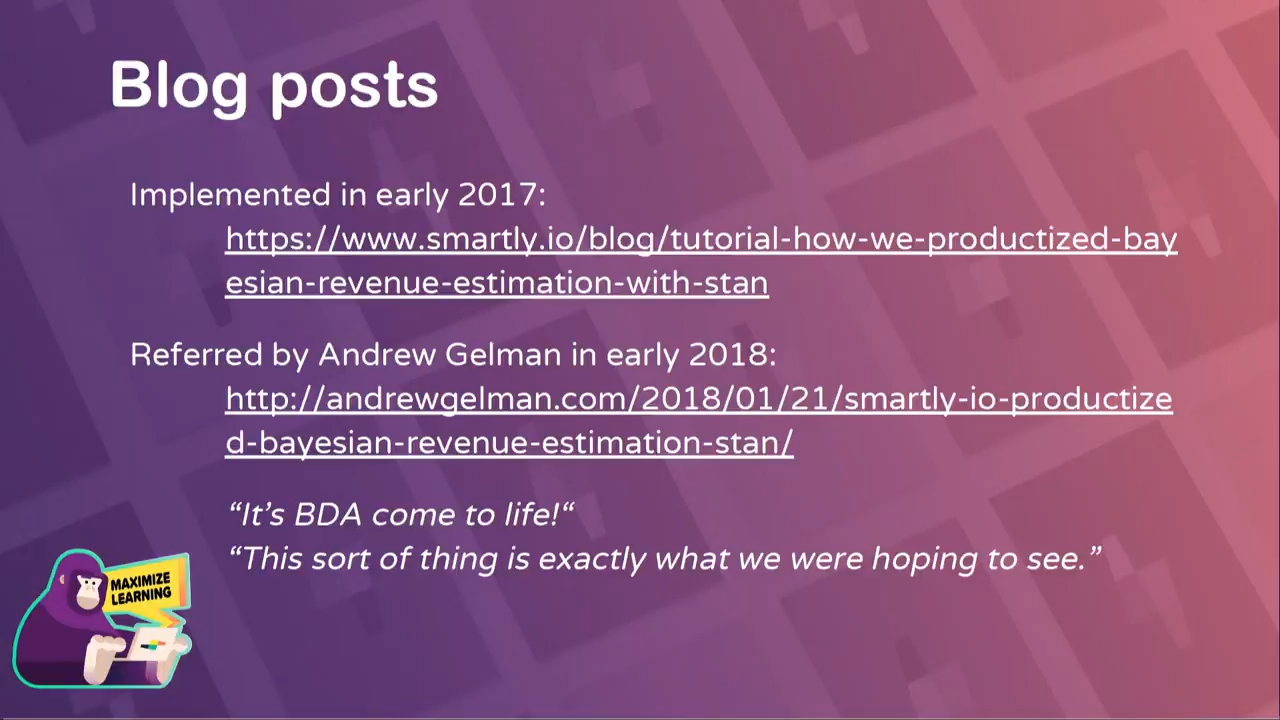 Blog posts
Implemented in early 2017:
https://www.smartly.io/blog/tutorial-how-we-productized-bay
esian-revenue-estimation-with-stan
Referred by Andrew Gelman in early 2018:
http://andrewgelman.com/2018/01/21/smartly-io-productize
d-bayesian-revenue-estimation-stan/
“It’s BDA come to life!“
“This sort of thing is exactly what we were hoping to see.”
MAXIMIZE
LEARNING